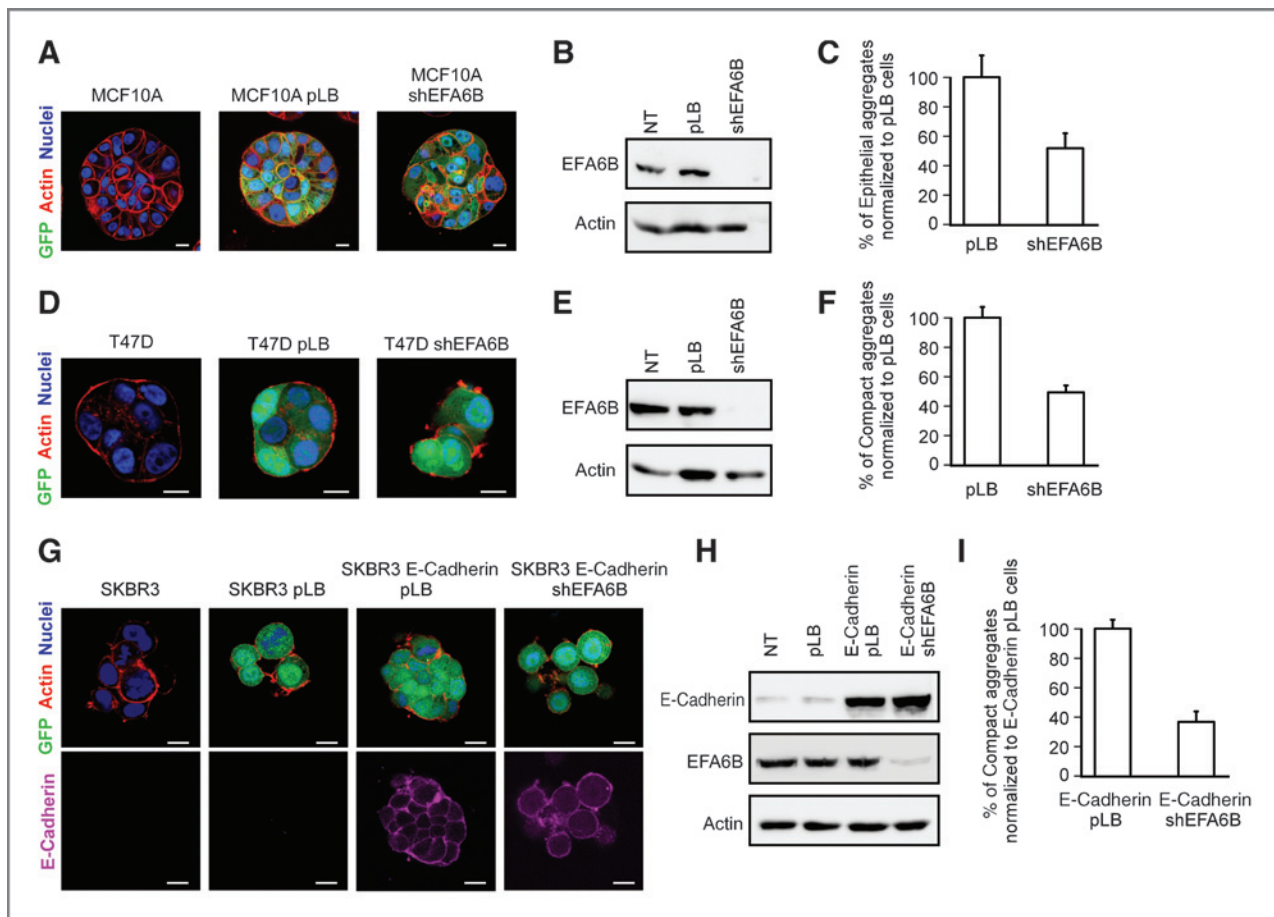 A
MCF10A
MCF10A pLB
MCF10A
shEFA6B
GFP Actin Nuclei
B
NT
pLB
shEFA6B
EFA6B
Actin
C
% of Epithelial aggregates
normalized to pLB cells
100
80
60
40
20
0
pLB
shEFA6B
D
T47D
T47D pLB
T47D shEFA6B
GFP Actin Nuclei
E
NT
pLB
shEFA6B
EFA6B
Actin
F
% of Compact aggregates
normalized to pLB cells
100
80
60
40
20
0
pLB
shEFA6B
G
SKBR3
SKBR3 pLB
SKBR3 E-Cadherin
pLB
SKBR3 E-Cadherin
shEFA6B
GFP Actin Nuclei
E-Cadherin
H
NT
pLB
E-Cadherin
pLB
E-Cadherin
shEFA6B
E-Cadherin
EFA6B
Actin
I
% of Compact aggregates
normalized to E-Cadherin pLB cells
100
80
60
40
20
0
E-Cadherin
pLB
E-Cadherin
shEFA6B